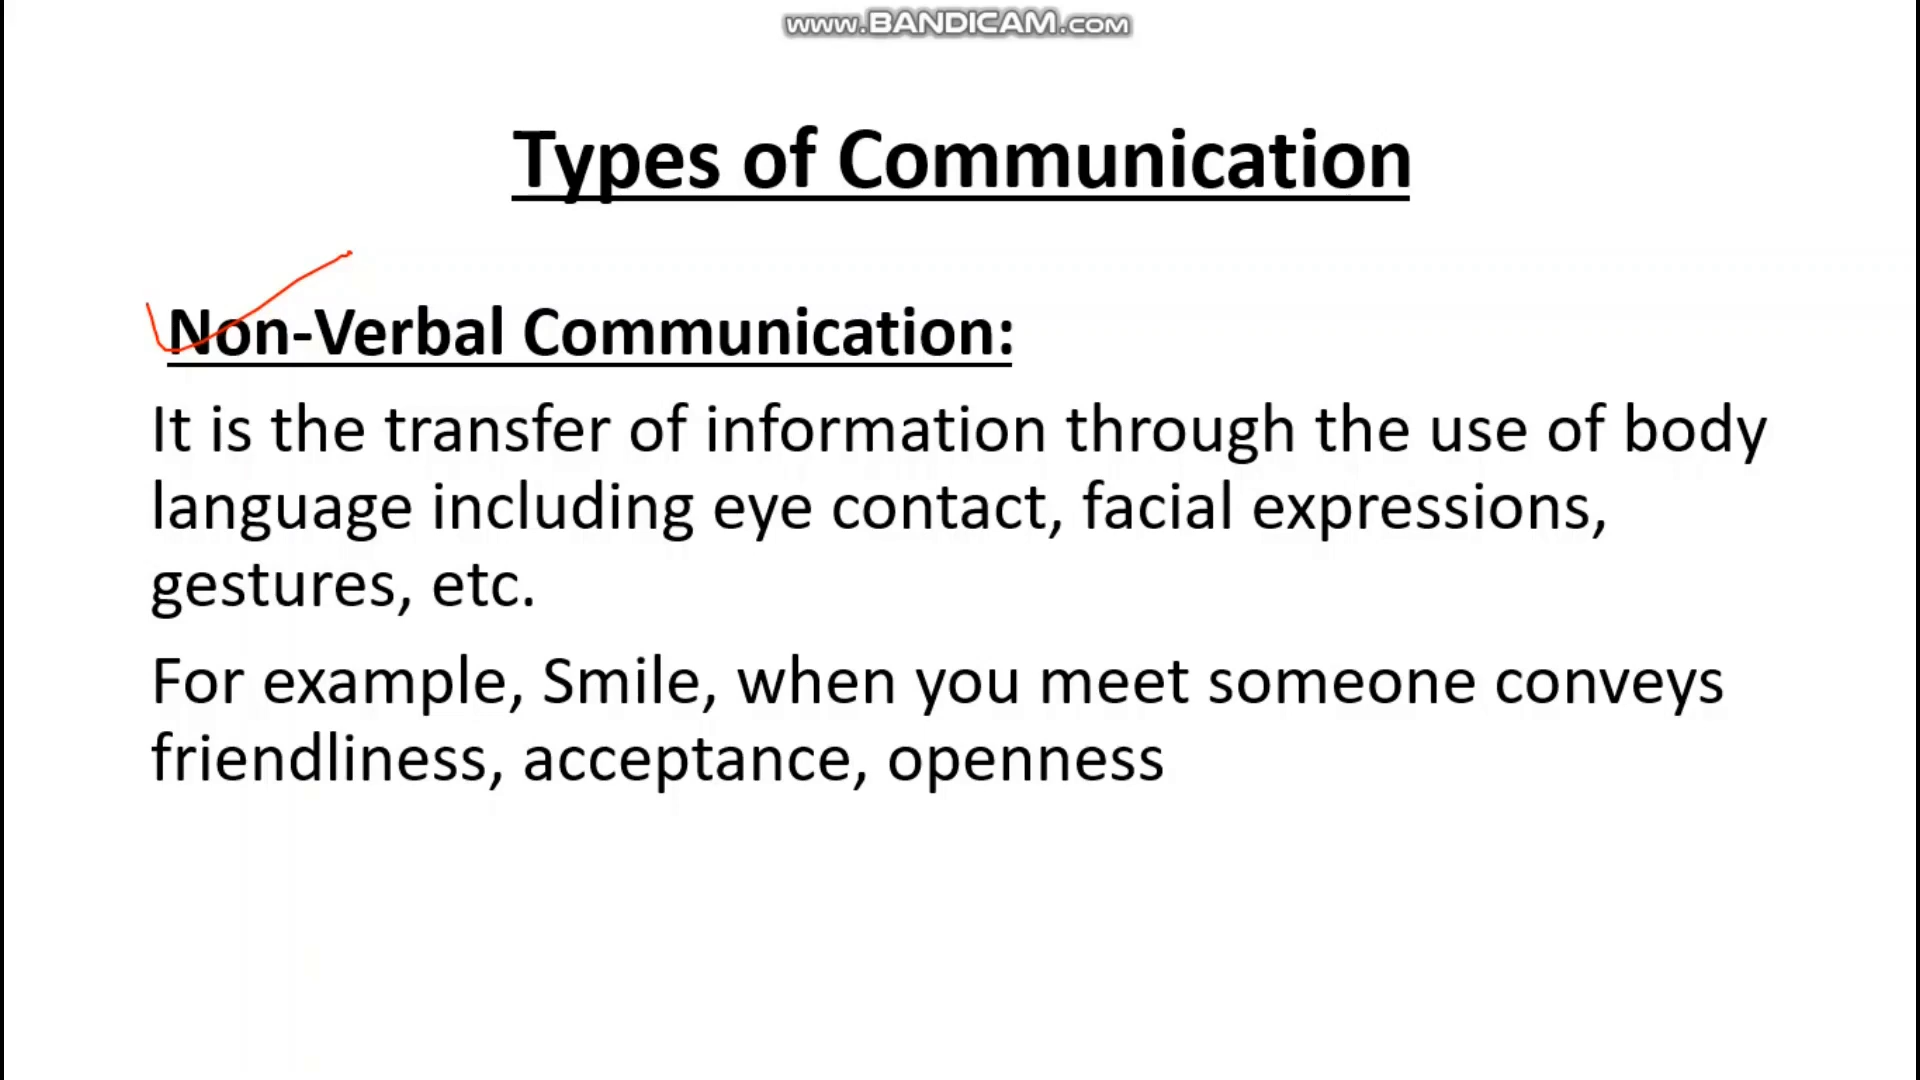 www.BANDICAM.com
Types of Communication
Non-Verbal Communication:
It is the transfer of information through the use of body
language including eye contact, facial expressions,
gestures, etc.
For example, Smile, when you meet someone conveys
friendliness, acceptance, openness